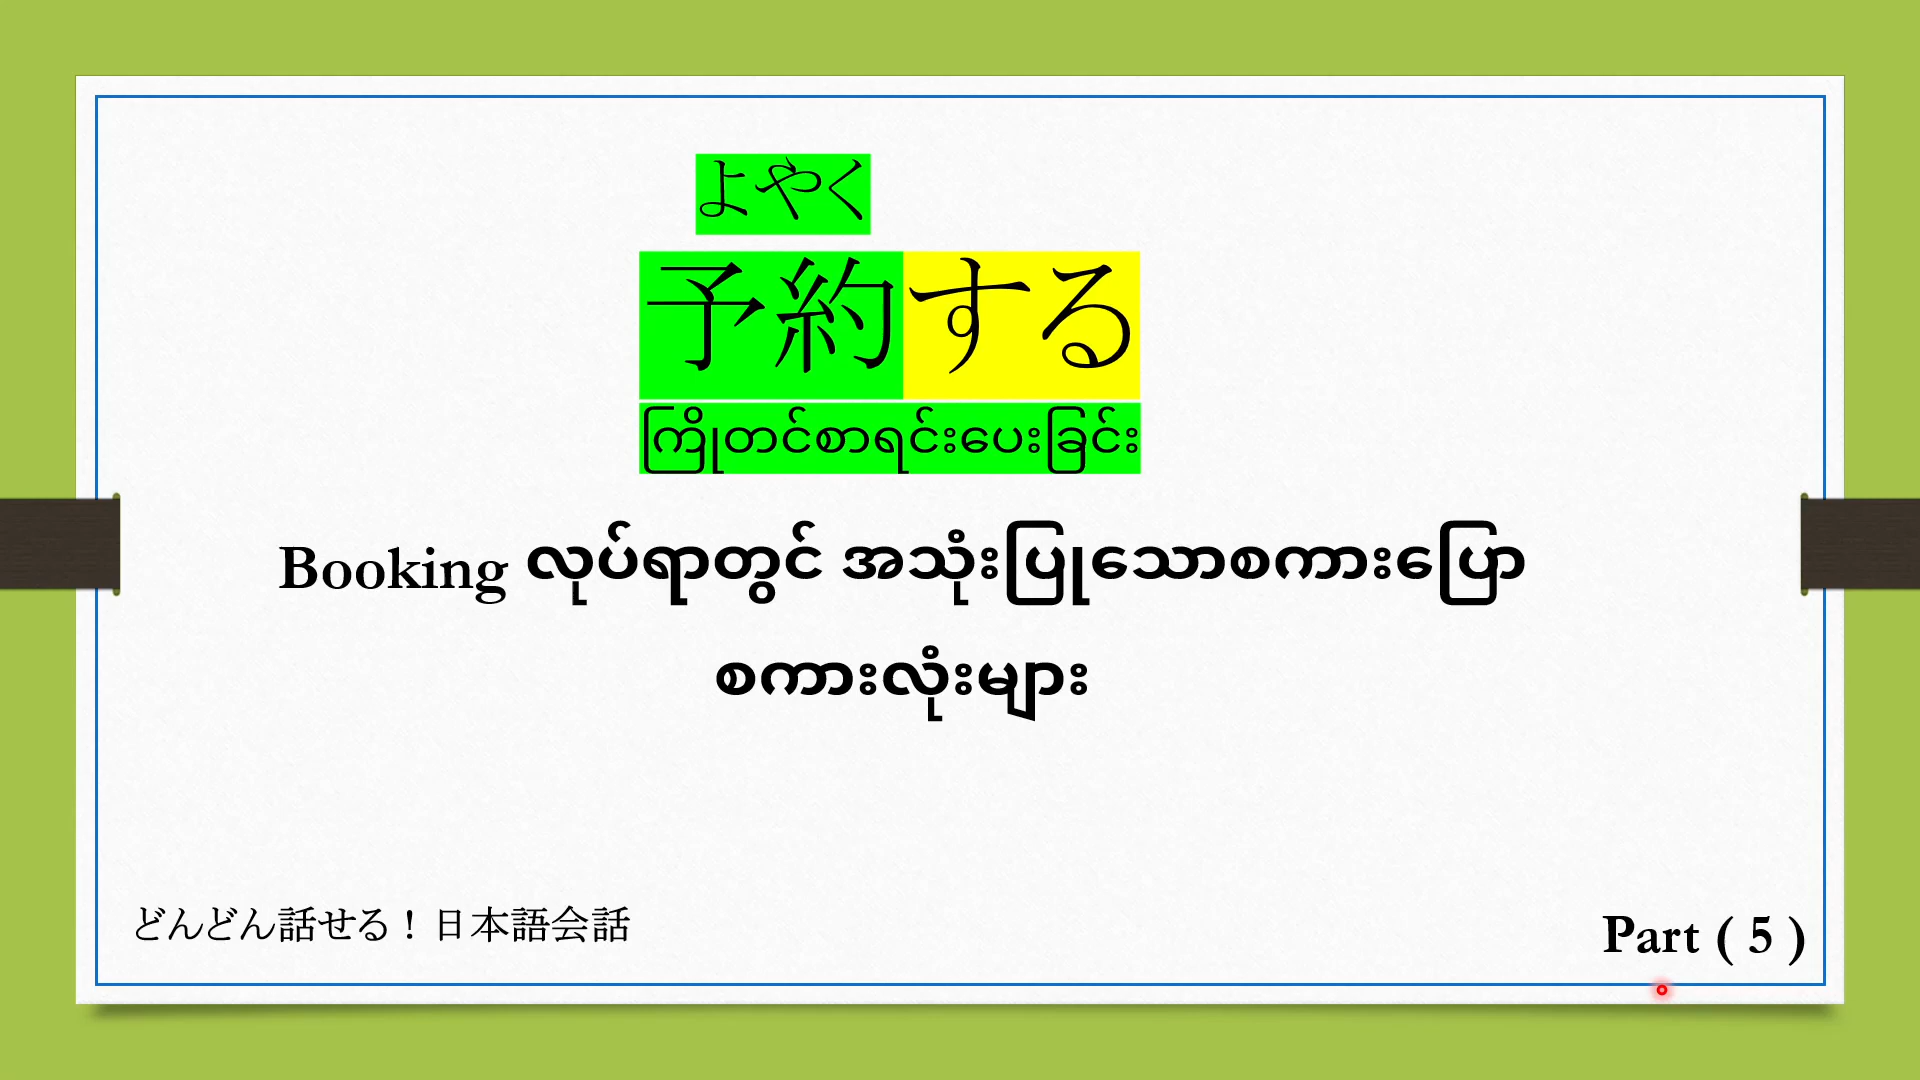 よやく
予約する
ကြိုတင်စာရင်းပေးခြင်း
Booking လုပ်ရာတွင် အသုံးပြုသောစကားပြော
စကားလုံးများ
どんどん話せる！日本語会話
Part ( 5 )